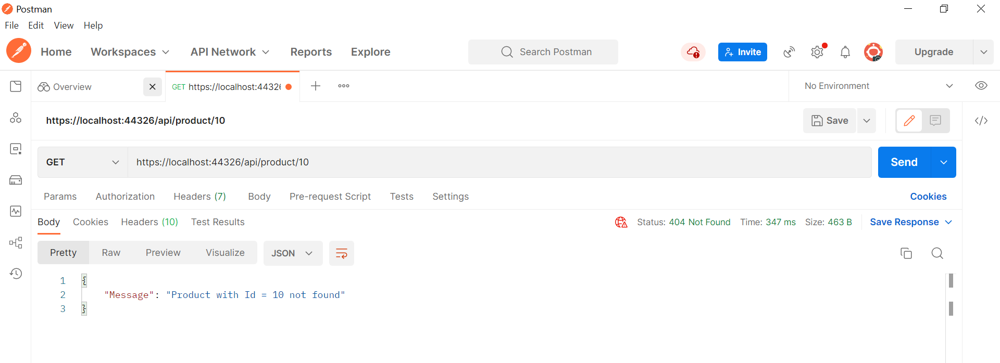 Postman
File Edit View Help
Home Workspaces API Network Reports Explore Search Postman Invite Upgrade
Overview GET https://localhost:4432 No Environment
https://localhost:44326/api/product/10 Save
GET https://localhost:44326/api/product/10 Send
Params Authorization Headers (7) Body Pre-request Script Tests Settings Cookies
Body Cookies Headers (10) Test Results Status: 404 Not Found Time: 347 ms Size: 463 B Save Response
Pretty Raw Preview Visualize JSON
1 {
2 "Message": "Product with Id = 10 not found"
3 }